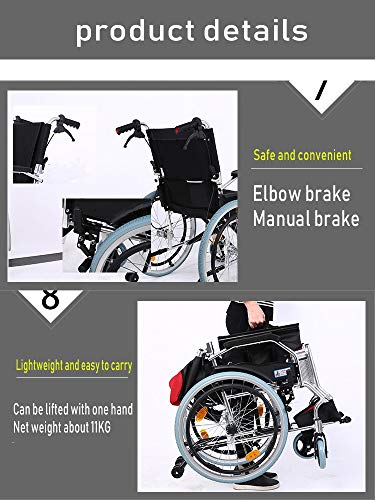 product details
7
Safe and convenient
Elbow brake
Manual brake
8
Lightweight and easy to carry
Can be lifted with one hand
Net weight about 11KG